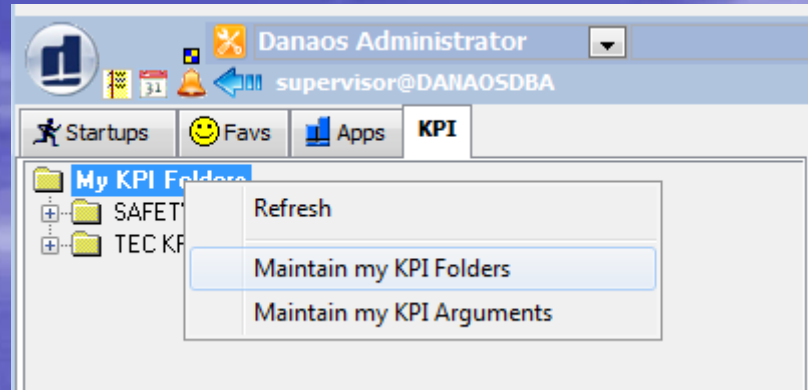 Danaos Administrator
31
supervisor@DANAOSDBA
Startups Favs Apps KPI
My KPI Folders
Refresh
Maintain my KPI Folders
Maintain my KPI Arguments